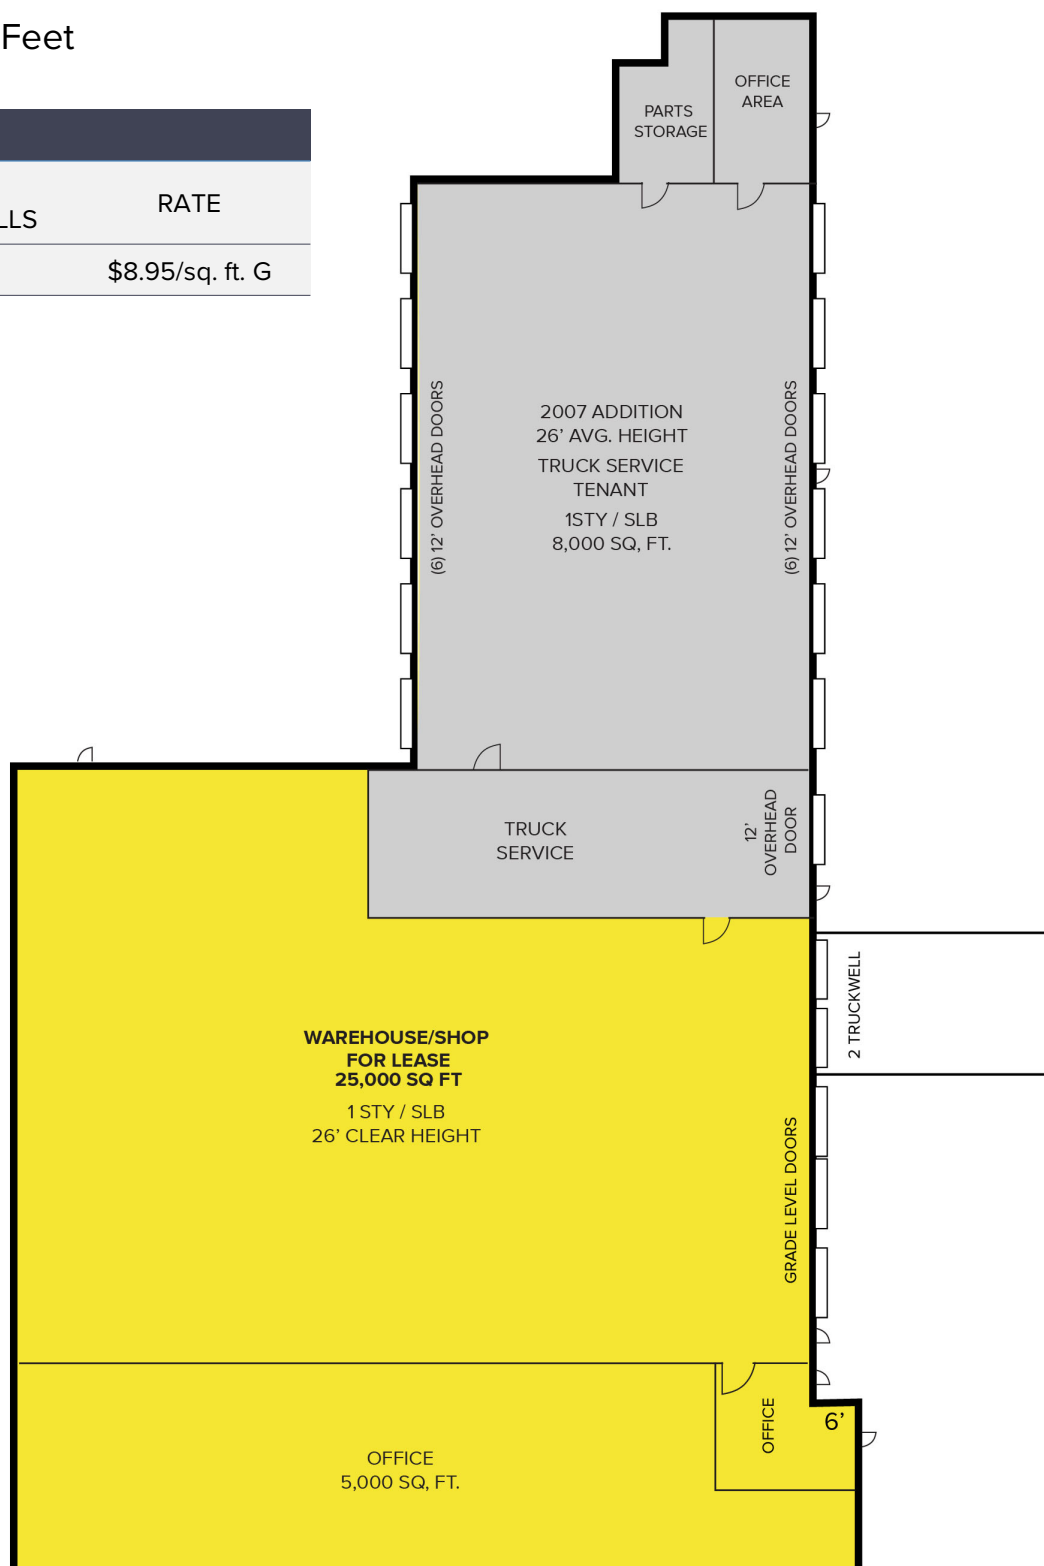 Feet
LLS
RATE
$8.95/sq. ft. G
OFFICE
AREA
PARTS
STORAGE
(6) 12' OVERHEAD DOORS
2007 ADDITION
26' AVG. HEIGHT
TRUCK SERVICE
TENANT
1STY / SLB
8,000 SQ, FT.
(6) 12' OVERHEAD DOORS
TRUCK
SERVICE
12'
OVERHEAD
DOOR
2 TRUCKWELL
WAREHOUSE/SHOP
FOR LEASE
25,000 SQ FT
1 STY / SLB
26' CLEAR HEIGHT
GRADE LEVEL DOORS
6'
OFFICE
OFFICE
5,000 SQ, FT.